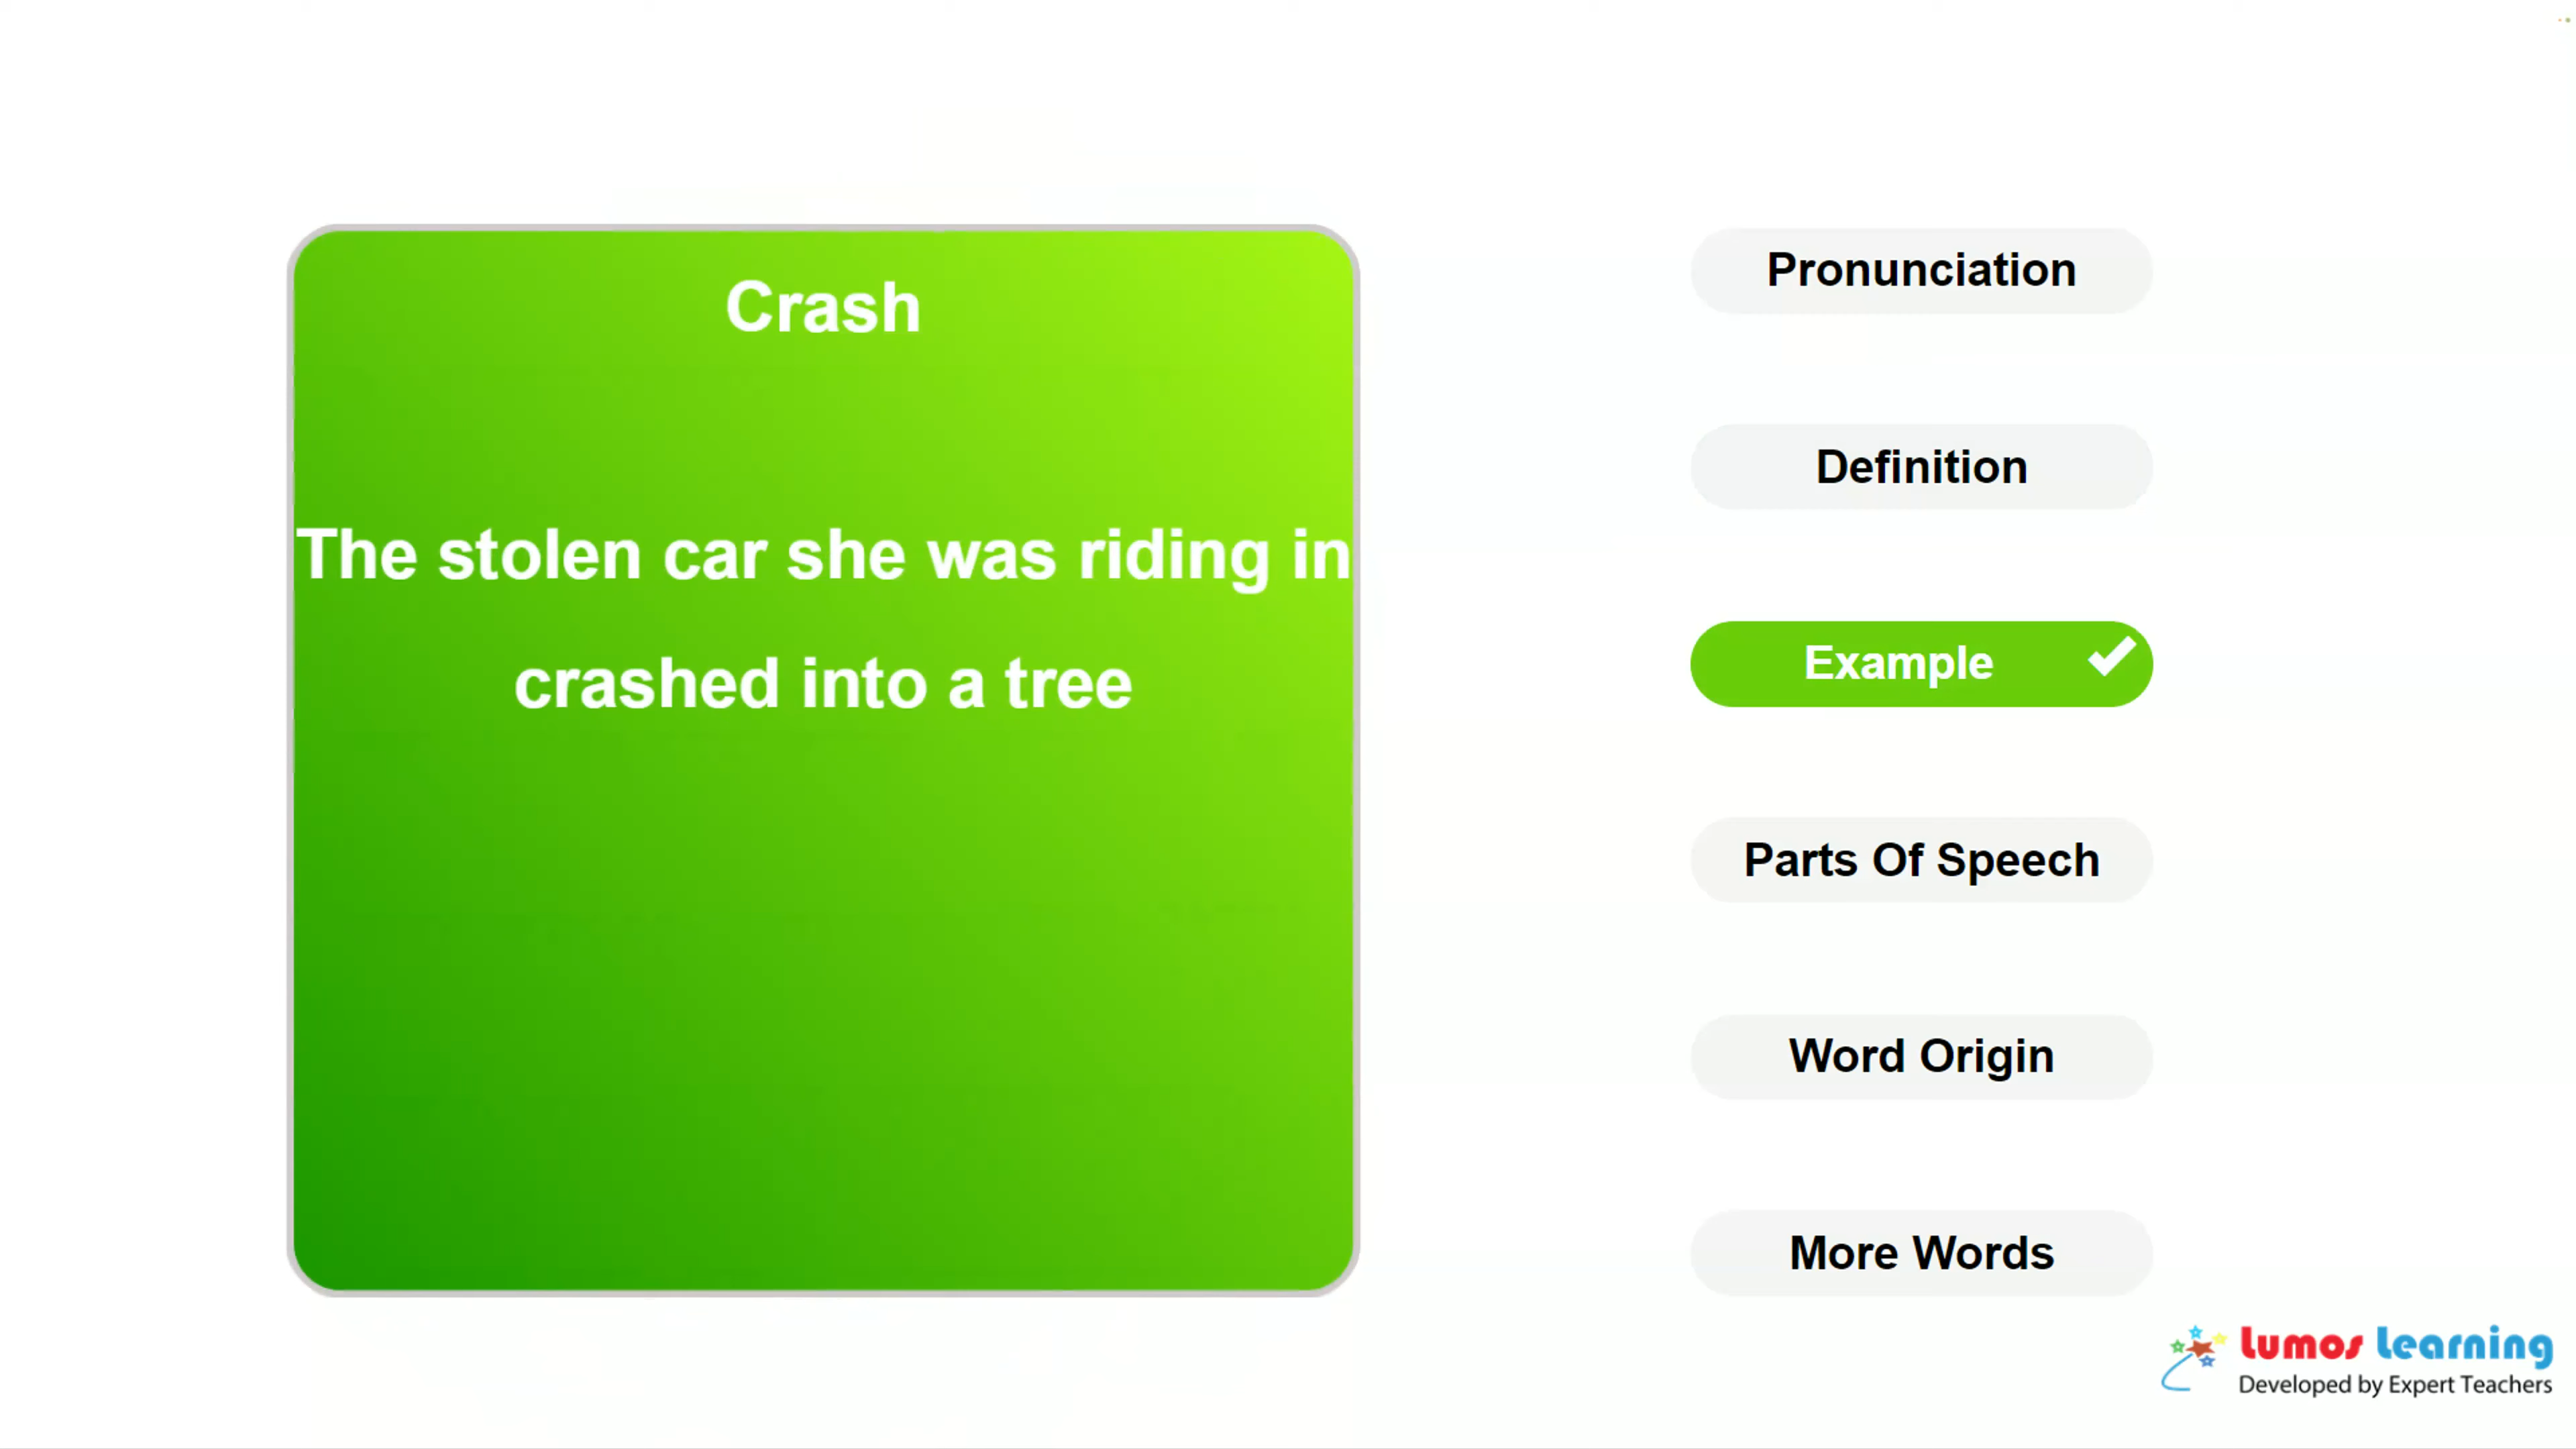 Crash
The stolen car she was riding in
crashed into a tree
Pronunciation
Definition
Example
Parts Of Speech
Word Origin
More Words
Lumos Learning
Developed by Expert Teachers